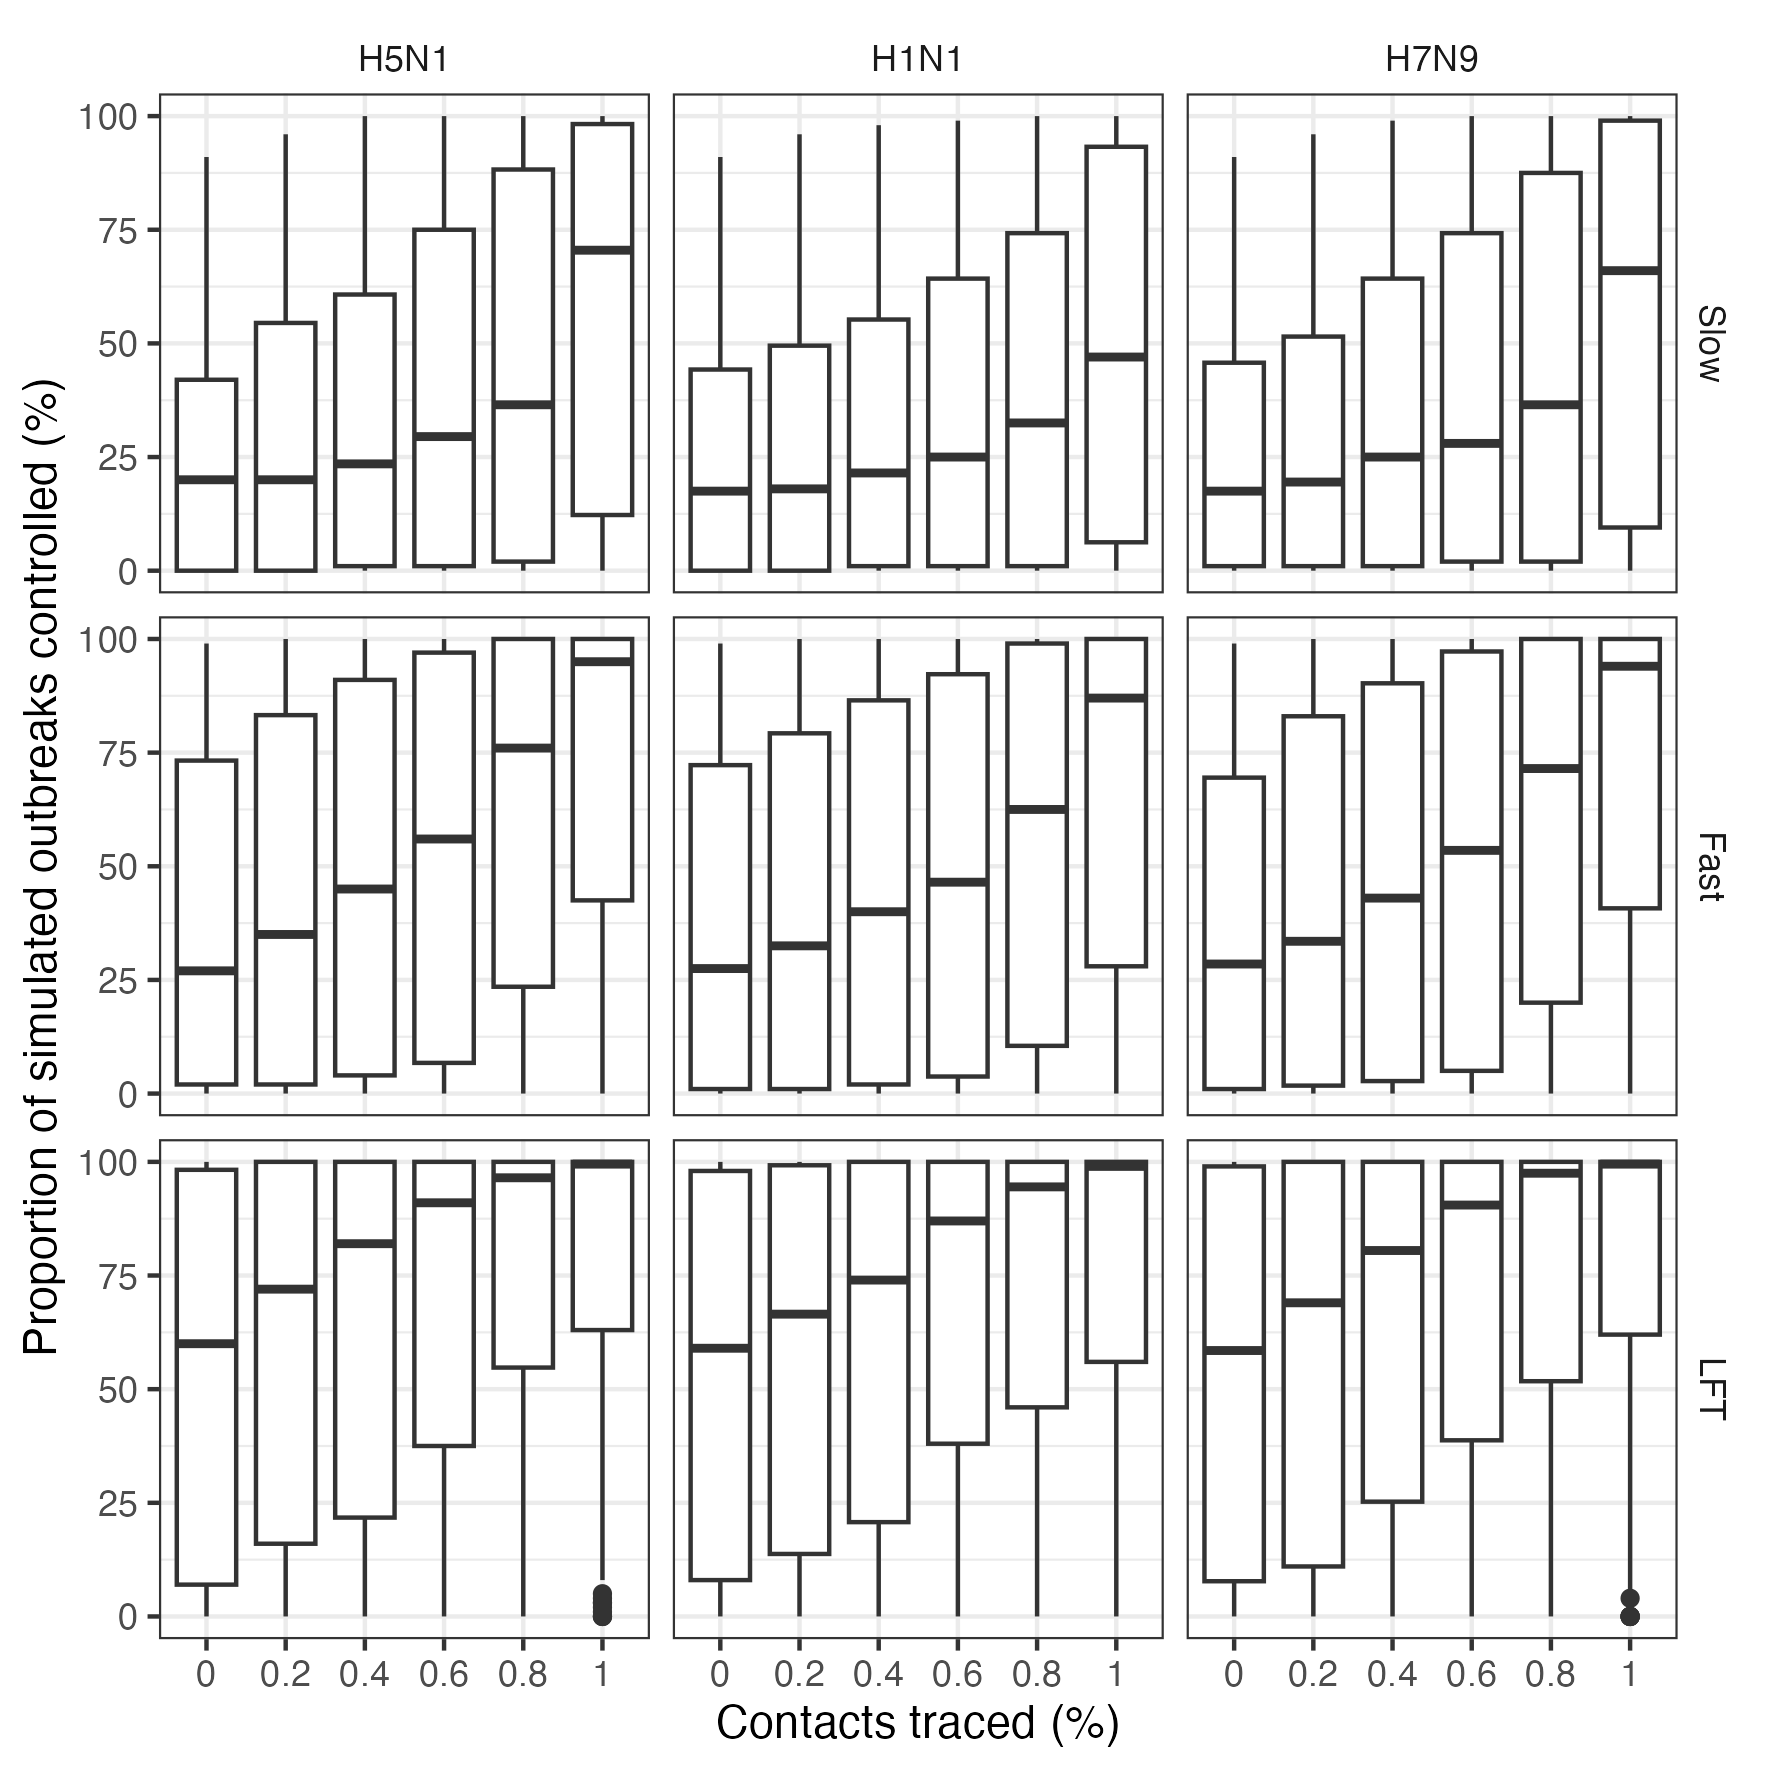 H5N1 H1N1 H7N9
100
75
50
25
0
Slow
100
75
50
25
0
Fast
100
75
50
25
0
LFT
Proportion of simulated outbreaks controlled (%)
0 0.2 0.4 0.6 0.8 1 0 0.2 0.4 0.6 0.8 1 0 0.2 0.4 0.6 0.8 1
Contacts traced (%)